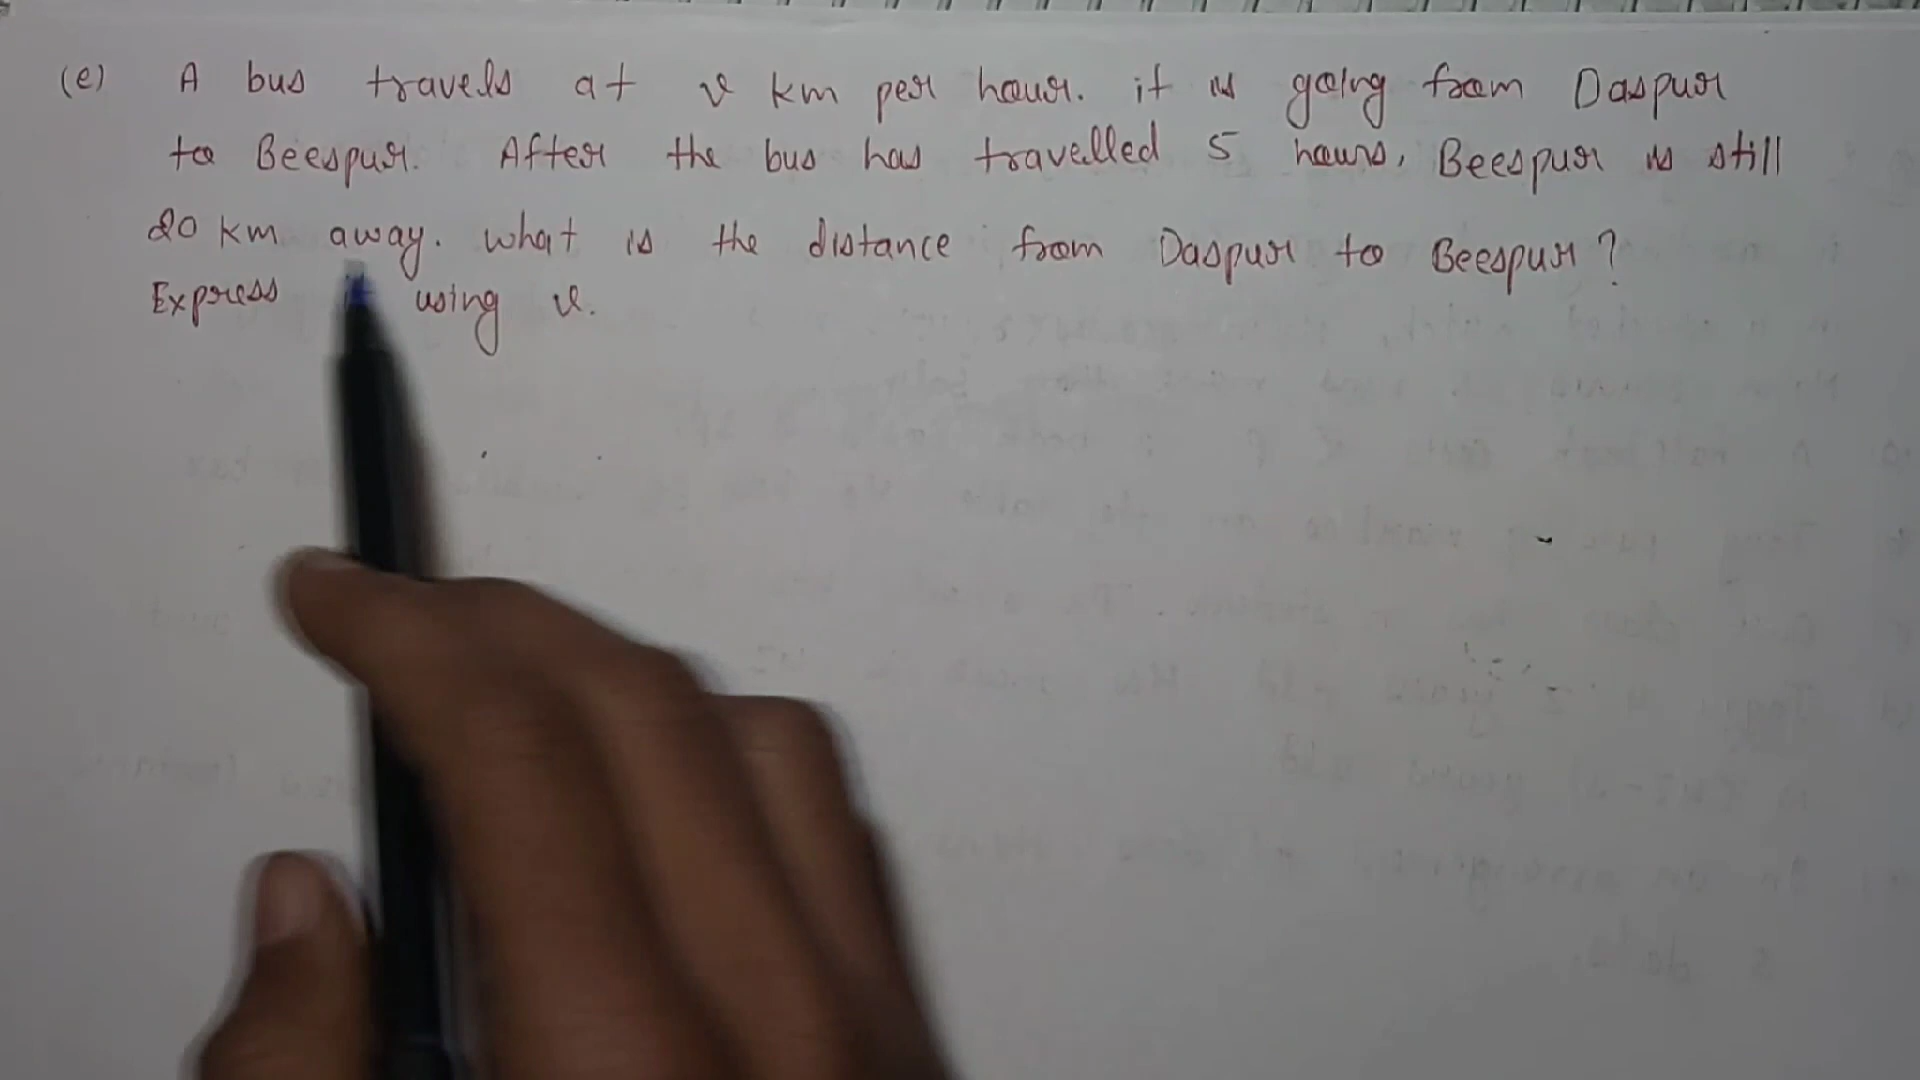 (e) A bus travels at v km per hour. it is going from Daspur
to Beespur. After the bus has travelled 5 hours, Beespur is still
20 km away. what is the distance from Daspur to Beespur?
Express using v.